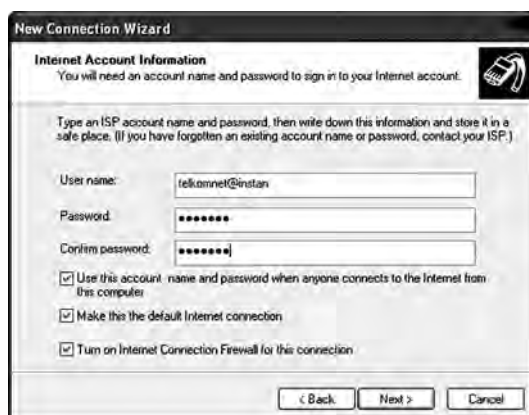 New Connection Wizard
Internet Account Information
You will need an account name and password to sign in to your Internet account.
Type an ISP account name and password, then write down this information and store it in a
safe place. (If you have forgotten an existing account name or password, contact your ISP.)
User name: telkomnet@instan
Password: •••••••
Confirm password: •••••••
Use this account name and password when anyone connects to the Internet from
this computer
Make this the default Internet connection
Turn on Internet Connection Firewall for this connection
< Back Next > Cancel